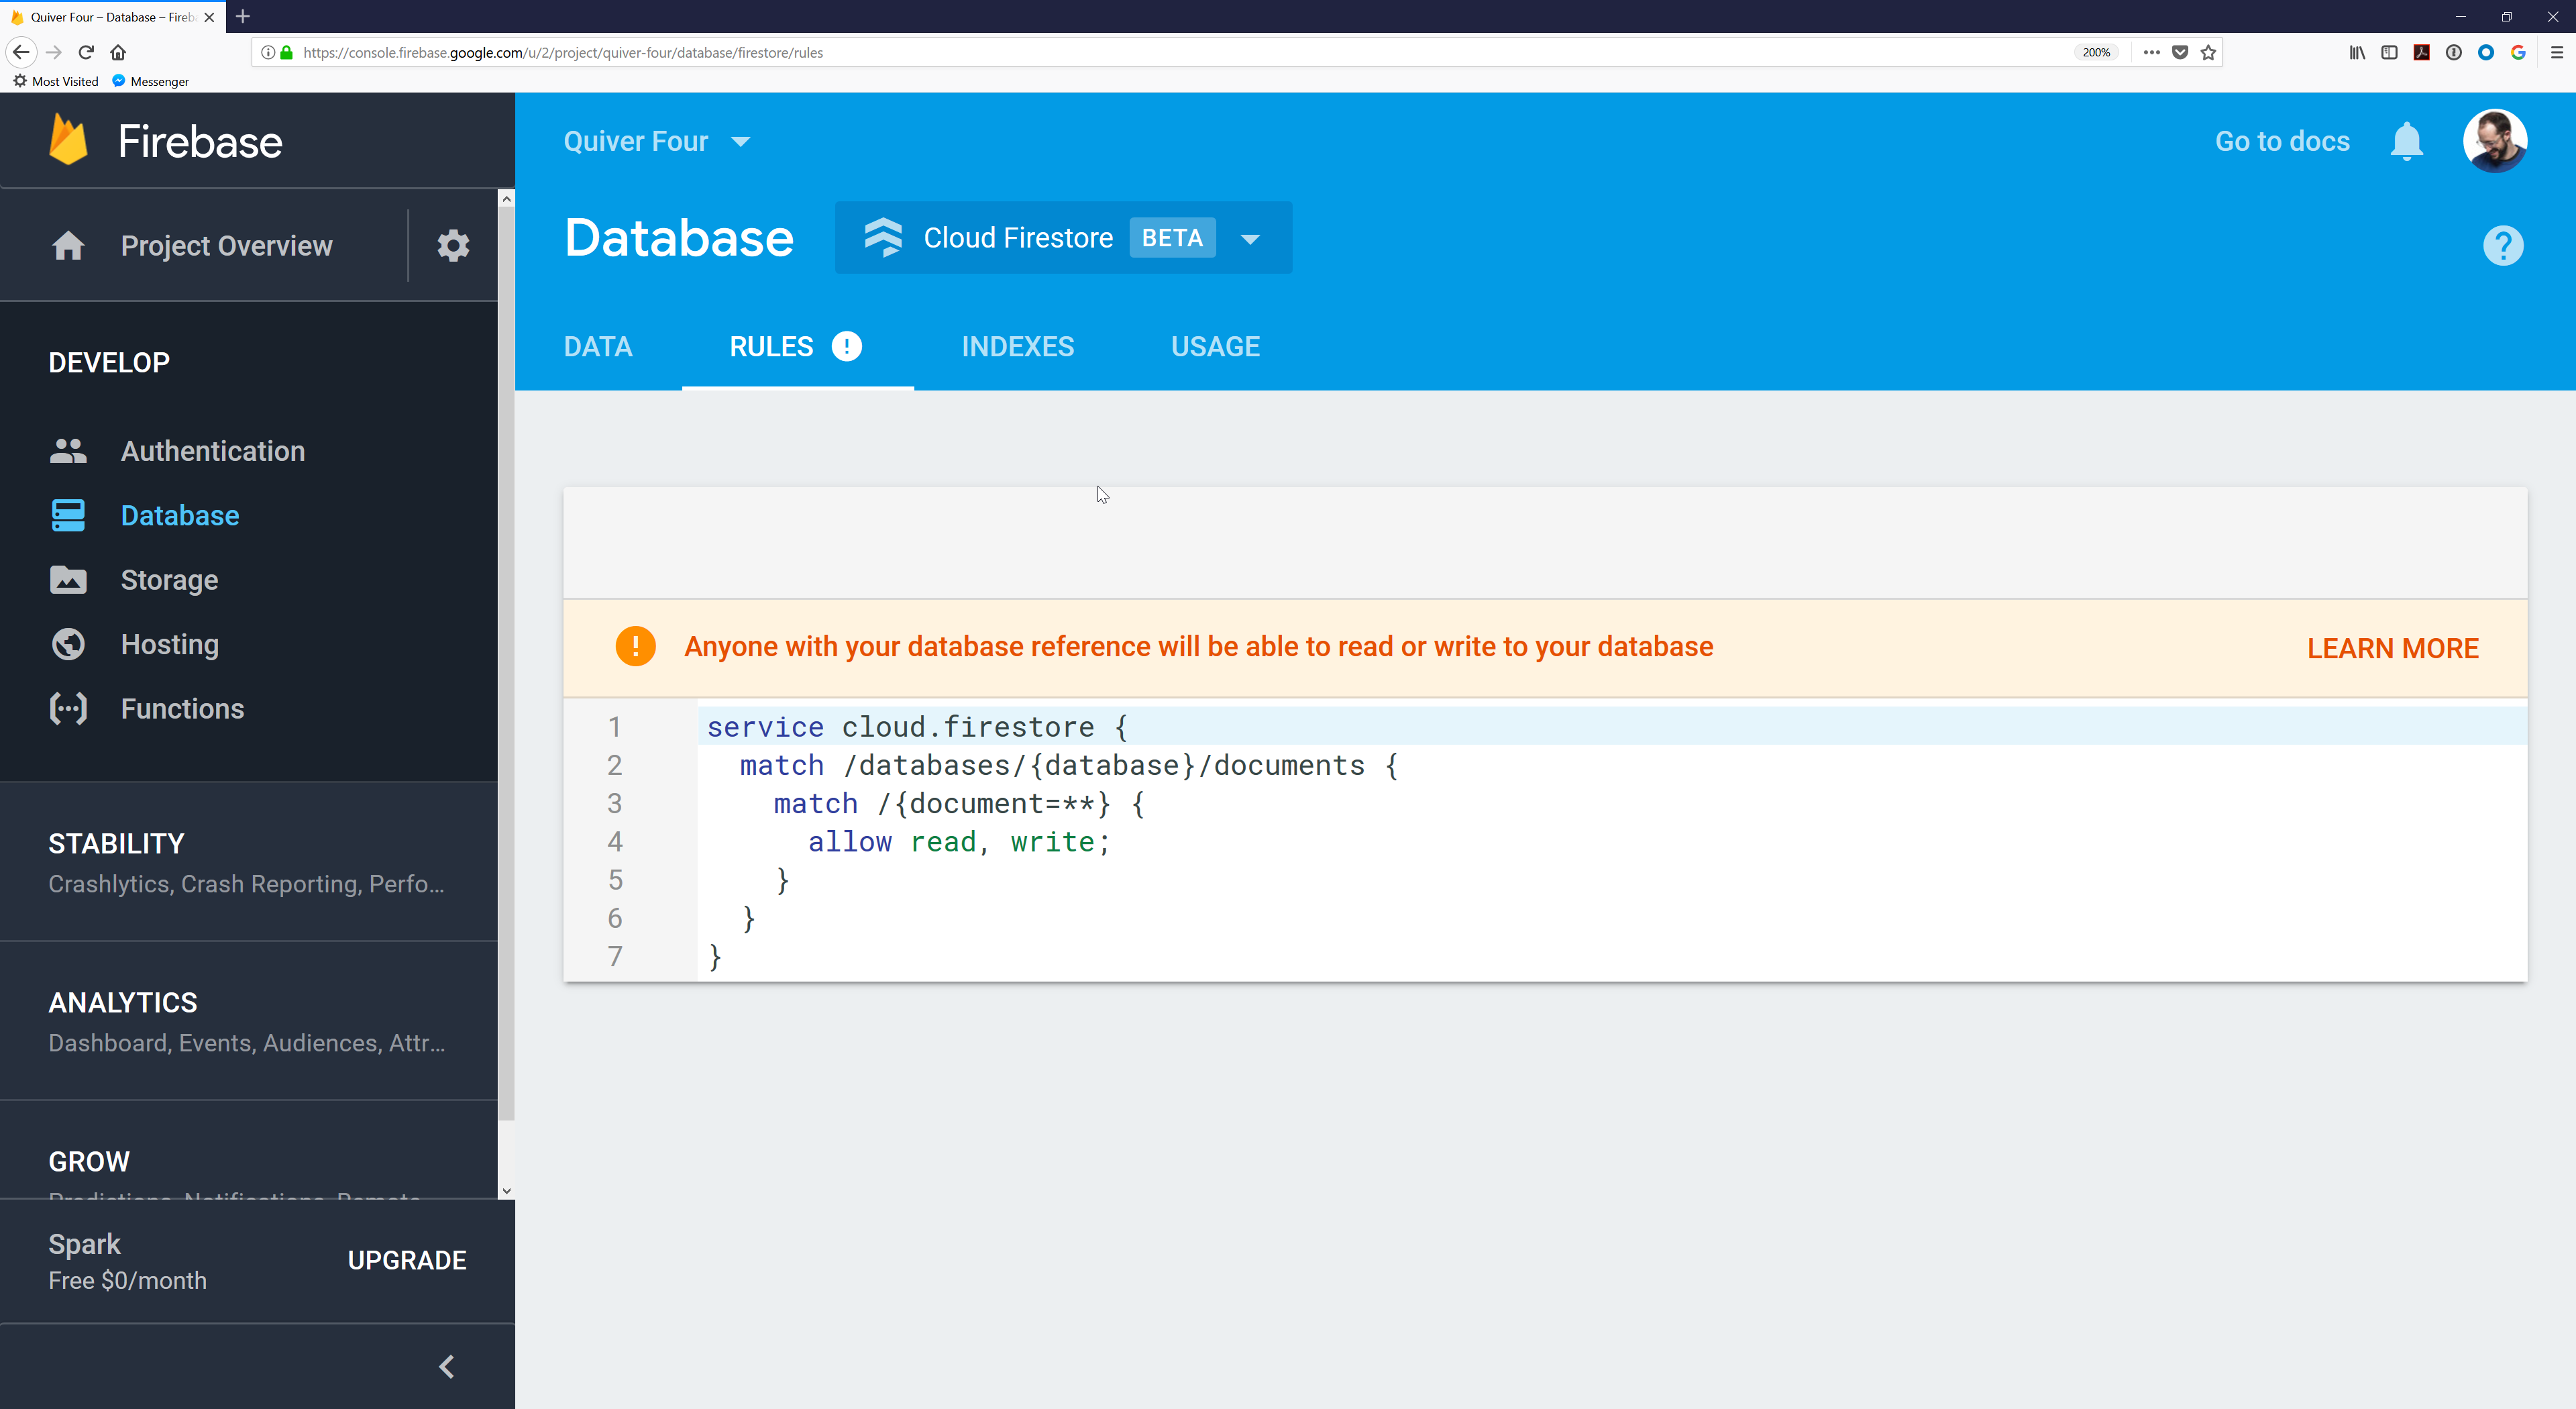 Quiver Four – Database – Fireb
https://console.firebase.google.com/u/2/project/quiver-four/database/firestore/rules
200%
Most Visited
Messenger
Firebase
Project Overview
DEVELOP
Authentication
Database
Storage
Hosting
Functions
STABILITY
Crashlytics, Crash Reporting, Perfo...
ANALYTICS
Dashboard, Events, Audiences, Attr...
GROW
Predictions, Notifications, Remote
Spark
Free $0/month
UPGRADE
Quiver Four
Go to docs
Database
Cloud Firestore BETA
DATA
RULES
INDEXES
USAGE
Anyone with your database reference will be able to read or write to your database
LEARN MORE
1 service cloud.firestore {
2 match /databases/{database}/documents {
3 match /{document=**} {
4 allow read, write;
5 }
6 }
7 }